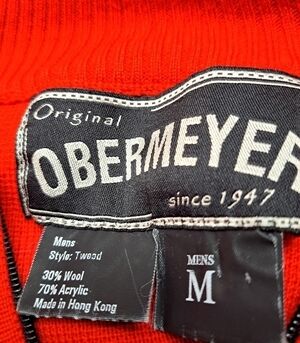 Original
OBERMEYER
since 1947
Mens
Style: Tweed
30% Wool
70% Acrylic
Made in Hong Kong
MENS
M